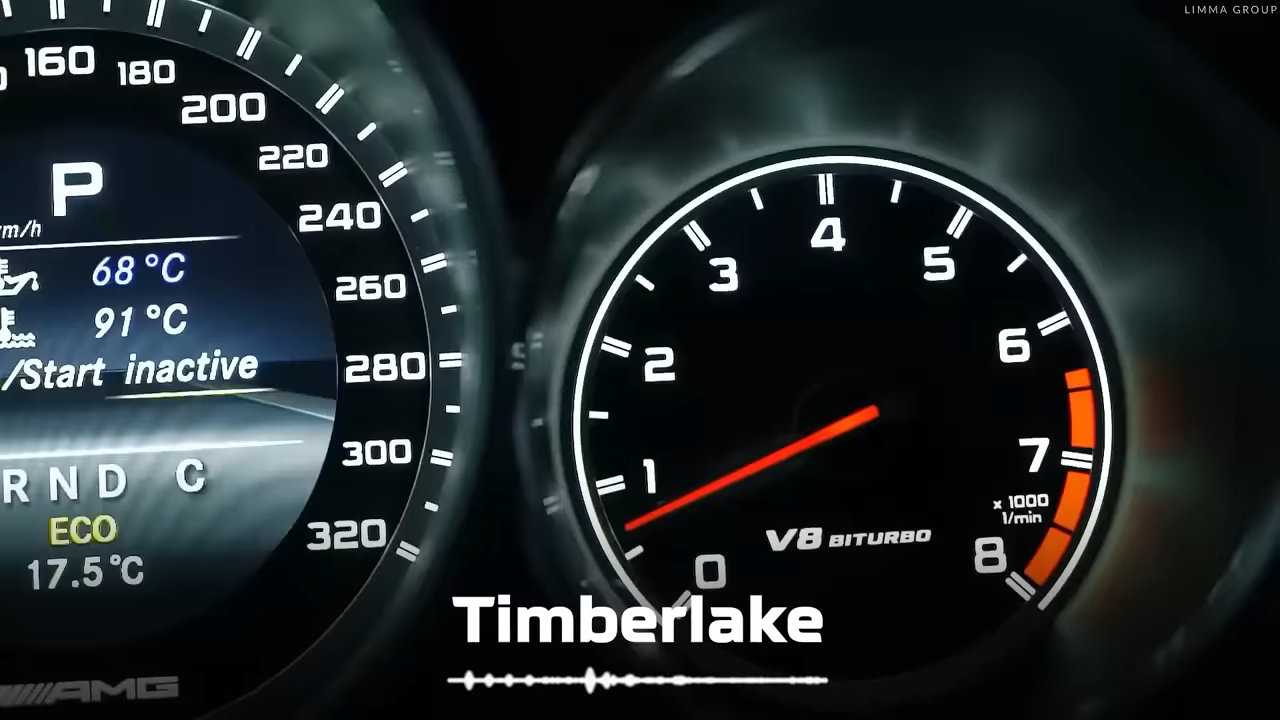 LIMMA GROUP
160
180
200
220
240
260
280
300
320
P
km/h
68°C
91°C
/Start inactive
R N D C
ECO
17.5°C
AMG
0
1
2
3
4
5
6
7
8
x 1000
1/min
V8 BITURBO
Timberlake